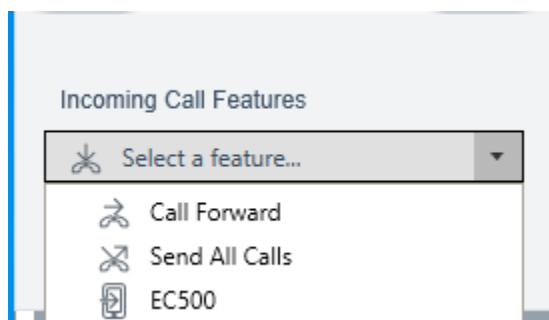 Incoming Call Features
Select a feature...
Call Forward
Send All Calls
EC500